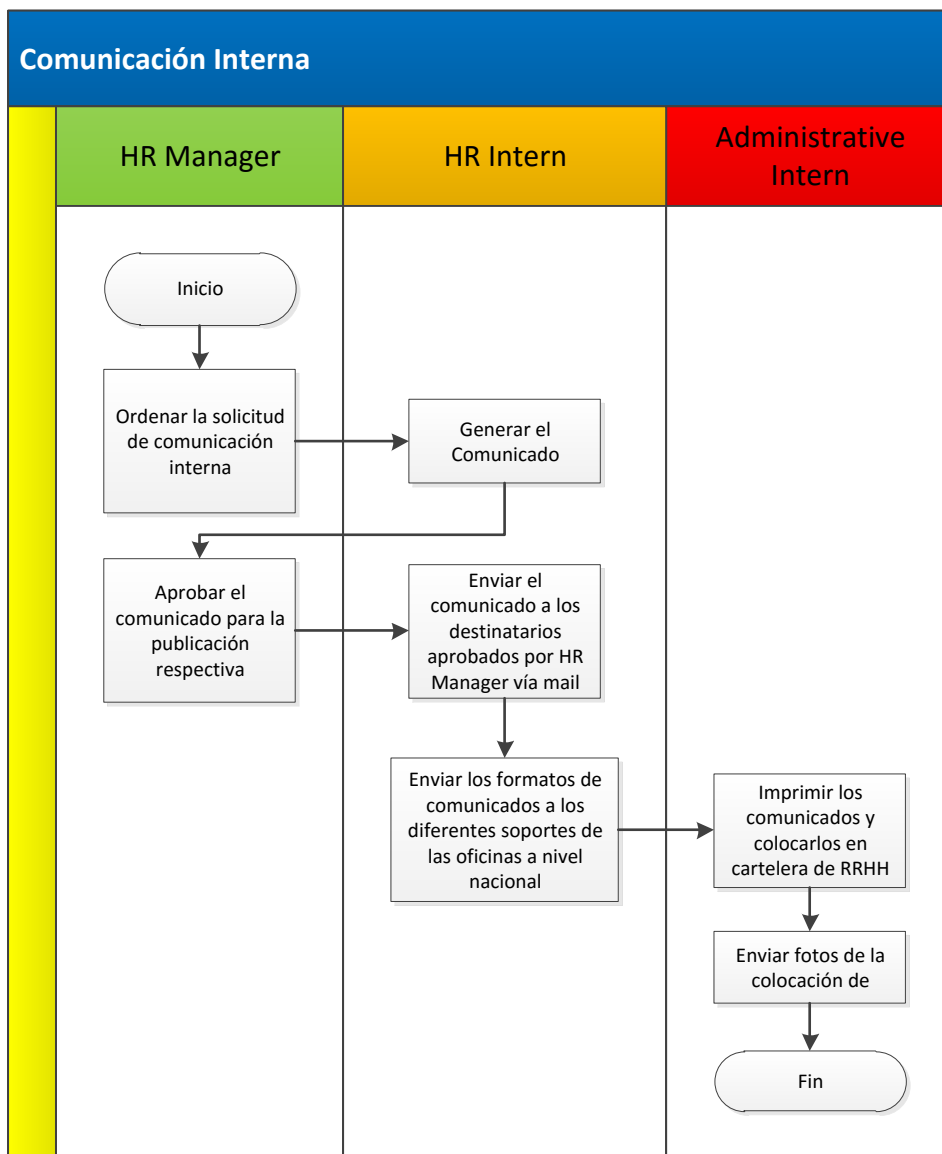 Comunicación Interna
HR Manager
HR Intern
Administrative
Intern
Inicio
Ordenar la solicitud
de comunicación
interna
Generar el
Comunicado
Aprobar el
comunicado para la
publicación
respectiva
Enviar el
comunicado a los
destinatarios
aprobados por HR
Manager vía mail
Enviar los formatos de
comunicados a los
diferentes soportes de
las oficinas a nivel
nacional
Imprimir los
comunicados y
colocarlos en
cartelera de RRHH
Enviar fotos de la
colocación de
Fin